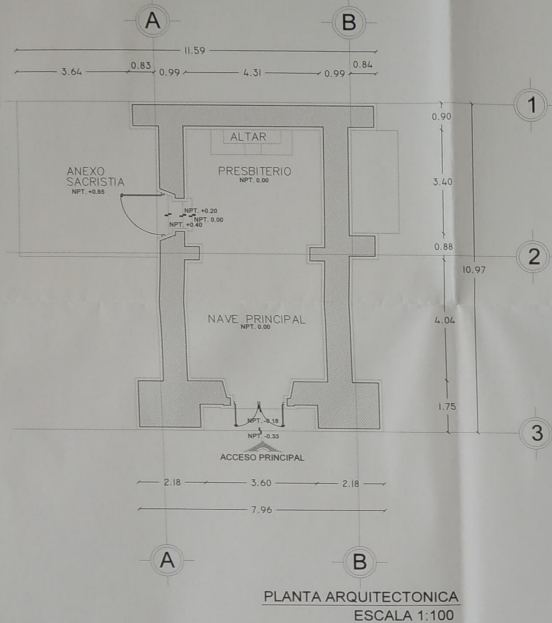 A
B
11.59
3.64
0.83
0.99
4.31
0.99
0.84
1
0.90
ALTAR
ANEXO
SACRISTIA
NPT. +0.85
PRESBITERIO
NPT. 0.00
3.40
NPT. +0.20
NPT. 0.00
NPT. +0.40
0.88
2
10.97
NAVE PRINCIPAL
NPT. 0.00
4.04
1.75
NPT. -0.18
NPT. -0.33
3
ACCESO PRINCIPAL
2.18
3.60
2.18
7.96
A
B
PLANTA ARQUITECTONICA
ESCALA 1:100